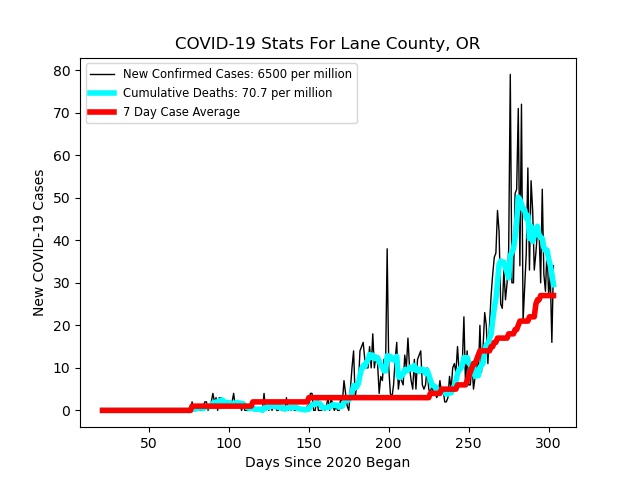 COVID-19 Stats For Lane County, OR
New Confirmed Cases: 6500 per million
Cumulative Deaths: 70.7 per million
7 Day Case Average
New COVID-19 Cases
80
70
60
50
40
30
20
10
0
50 100 150 200 250 300
Days Since 2020 Began